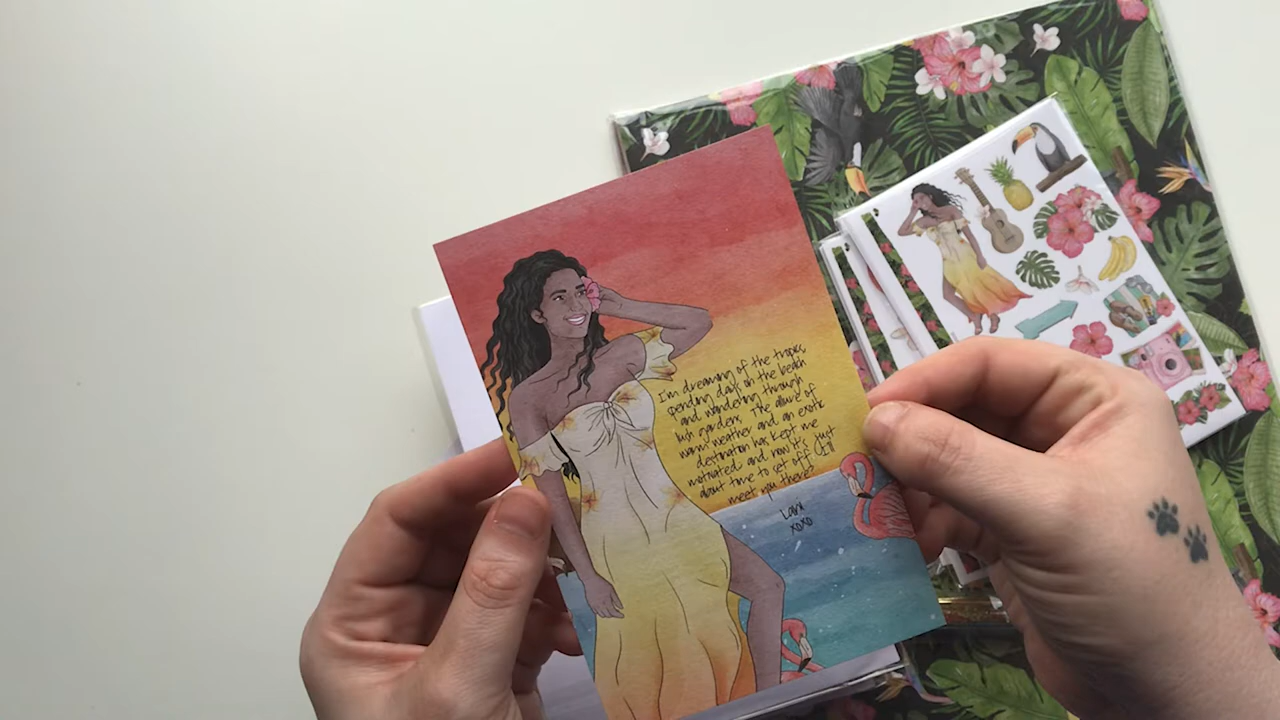 I'm dreaming of the tropics,
spending days on the beach
and wandering through
lush gardens. The allure of
warm weather and an exotic
destination has kept me
motivated and now it's just
about time to set off. I'll
meet you there?
Lani
xoxo